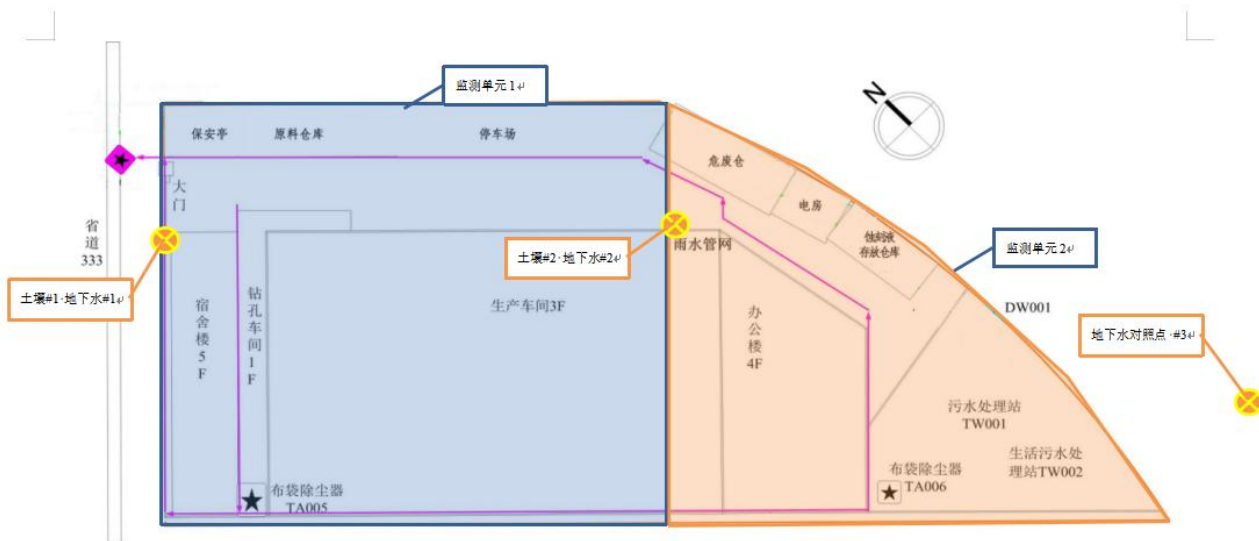 监测单元1
保安亭
原料仓库
停车场
危废仓
电房
蚀刻液
存放仓库
大门
省道
333
雨水管网
监测单元2
土壤#1·地下水#1
土壤#2·地下水#2
宿舍楼5F
钻孔车间1F
生产车间3F
办公楼
4F
DW001
地下水对照点·#3
污水处理站
TW001
生活污水处
理站TW002
布袋除尘器
TA005
布袋除尘器
TA006
N